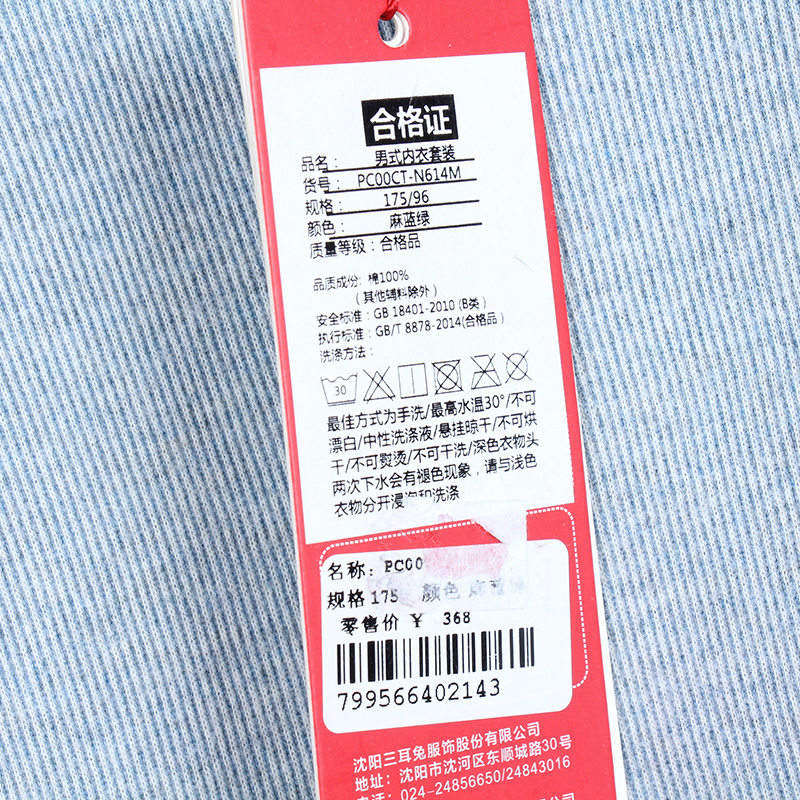 合格证
品名： 男式内衣套装
货号： PC00CT-N614M
规格： 175/96
颜色： 麻蓝绿
质量等级：合格品
品质成份: 棉100%
（其他辅料除外）
安全标准：GB 18401-2010 (B类）
执行标准：GB/T 8878-2014(合格品）
洗涤方法：
30
最佳方式为手洗/最高水温30°/不可
漂白/中性洗涤液/悬挂晾干/不可烘
干/不可熨烫/不可干洗/深色衣物头
两次下水会有褪色现象，请与浅色
衣物分开浸泡和洗涤
名称: PC00
规格 175 颜色 麻蓝绿
零售价 ¥ 368
799566402143
沈阳三耳兔服饰股份有限公司
地址：沈阳市沈河区东顺城路30号
电话：024-24856650/24843016